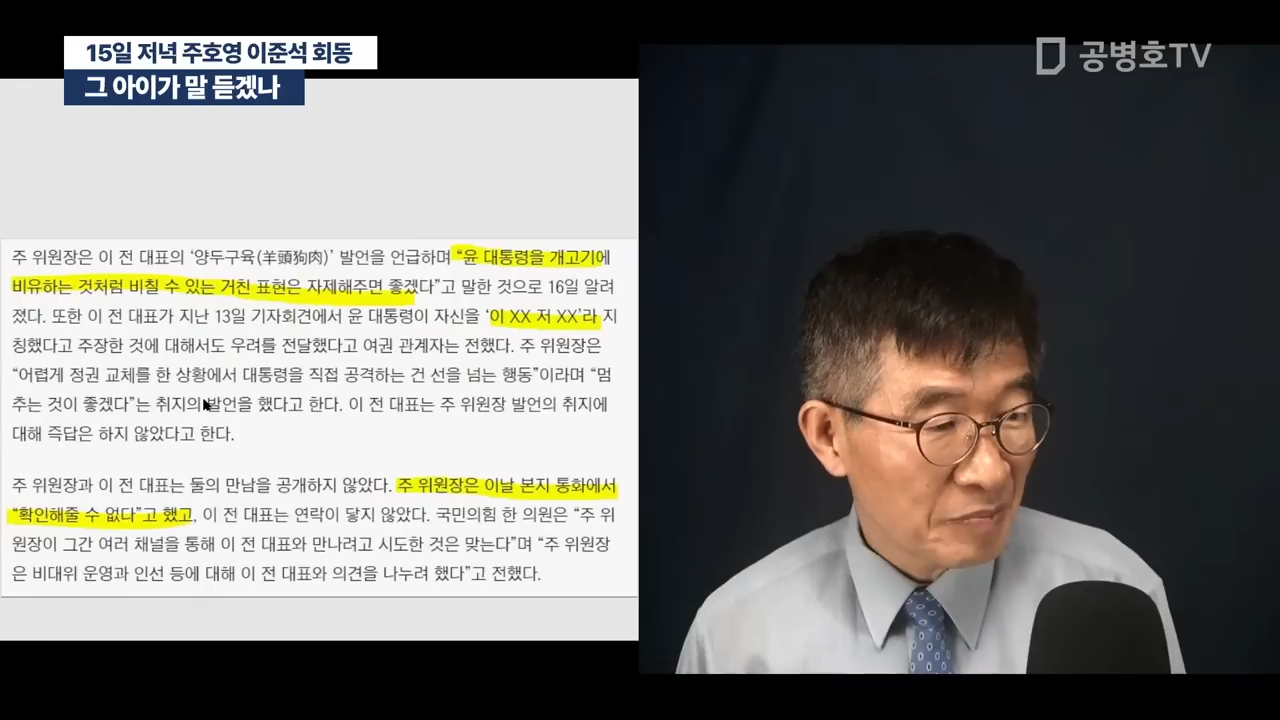 15일 저녁 주호영 이준석 회동
그 아이가 말 듣겠나
공병호TV
주 위원장은 이 전 대표의 ‘양두구육(羊頭狗肉)’ 발언을 언급하며 “윤 대통령을 개고기에
비유하는 것처럼 비칠 수 있는 거친 표현은 자제해주면 좋겠다”고 말한 것으로 16일 알려
졌다. 또한 이 전 대표가 지난 13일 기자회견에서 윤 대통령이 자신을 ‘이 XX 저 XX’라 지
칭했다고 주장한 것에 대해서도 우려를 전달했다고 여권 관계자는 전했다. 주 위원장은
“어렵게 정권 교체를 한 상황에서 대통령을 직접 공격하는 건 선을 넘는 행동”이라며 “멈
추는 것이 좋겠다”는 취지의 발언을 했다고 한다. 이 전 대표는 주 위원장 발언의 취지에
대해 즉답은 하지 않았다고 한다.
주 위원장과 이 전 대표는 둘의 만남을 공개하지 않았다. 주 위원장은 이날 본지 통화에서
“확인해줄 수 없다”고 했고, 이 전 대표는 연락이 닿지 않았다. 국민의힘 한 의원은 “주 위
원장이 그간 여러 채널을 통해 이 전 대표와 만나려고 시도한 것은 맞는다”며 “주 위원장
은 비대위 운영과 인선 등에 대해 이 전 대표와 의견을 나누려 했다”고 전했다.